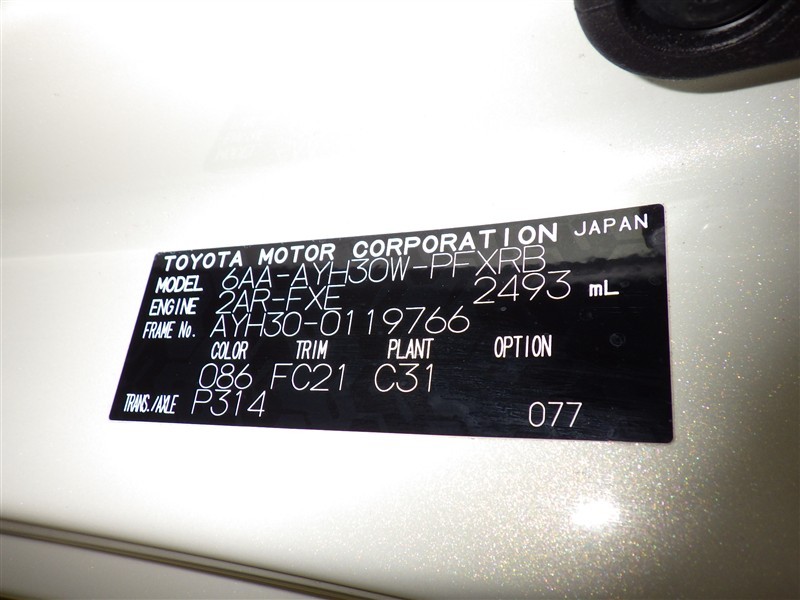 TOYOTA MOTOR CORPORATION JAPAN
MODEL 6AA-AYH30W-PFXRB
ENGINE 2AR-FXE 2493 mL
FRAME No. AYH30-0119766
COLOR TRIM PLANT OPTION
086 FC21 C31
TRANS./AXLE P314 077